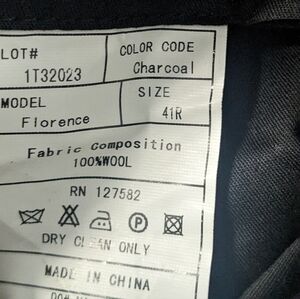 LOT#
COLOR CODE
1T32023
Charcoal
MODEL
SIZE
Florence
41R
Fabric Composition
100%WOOL
RN 127582
P
DRY CLEAN ONLY
MADE IN CHINA